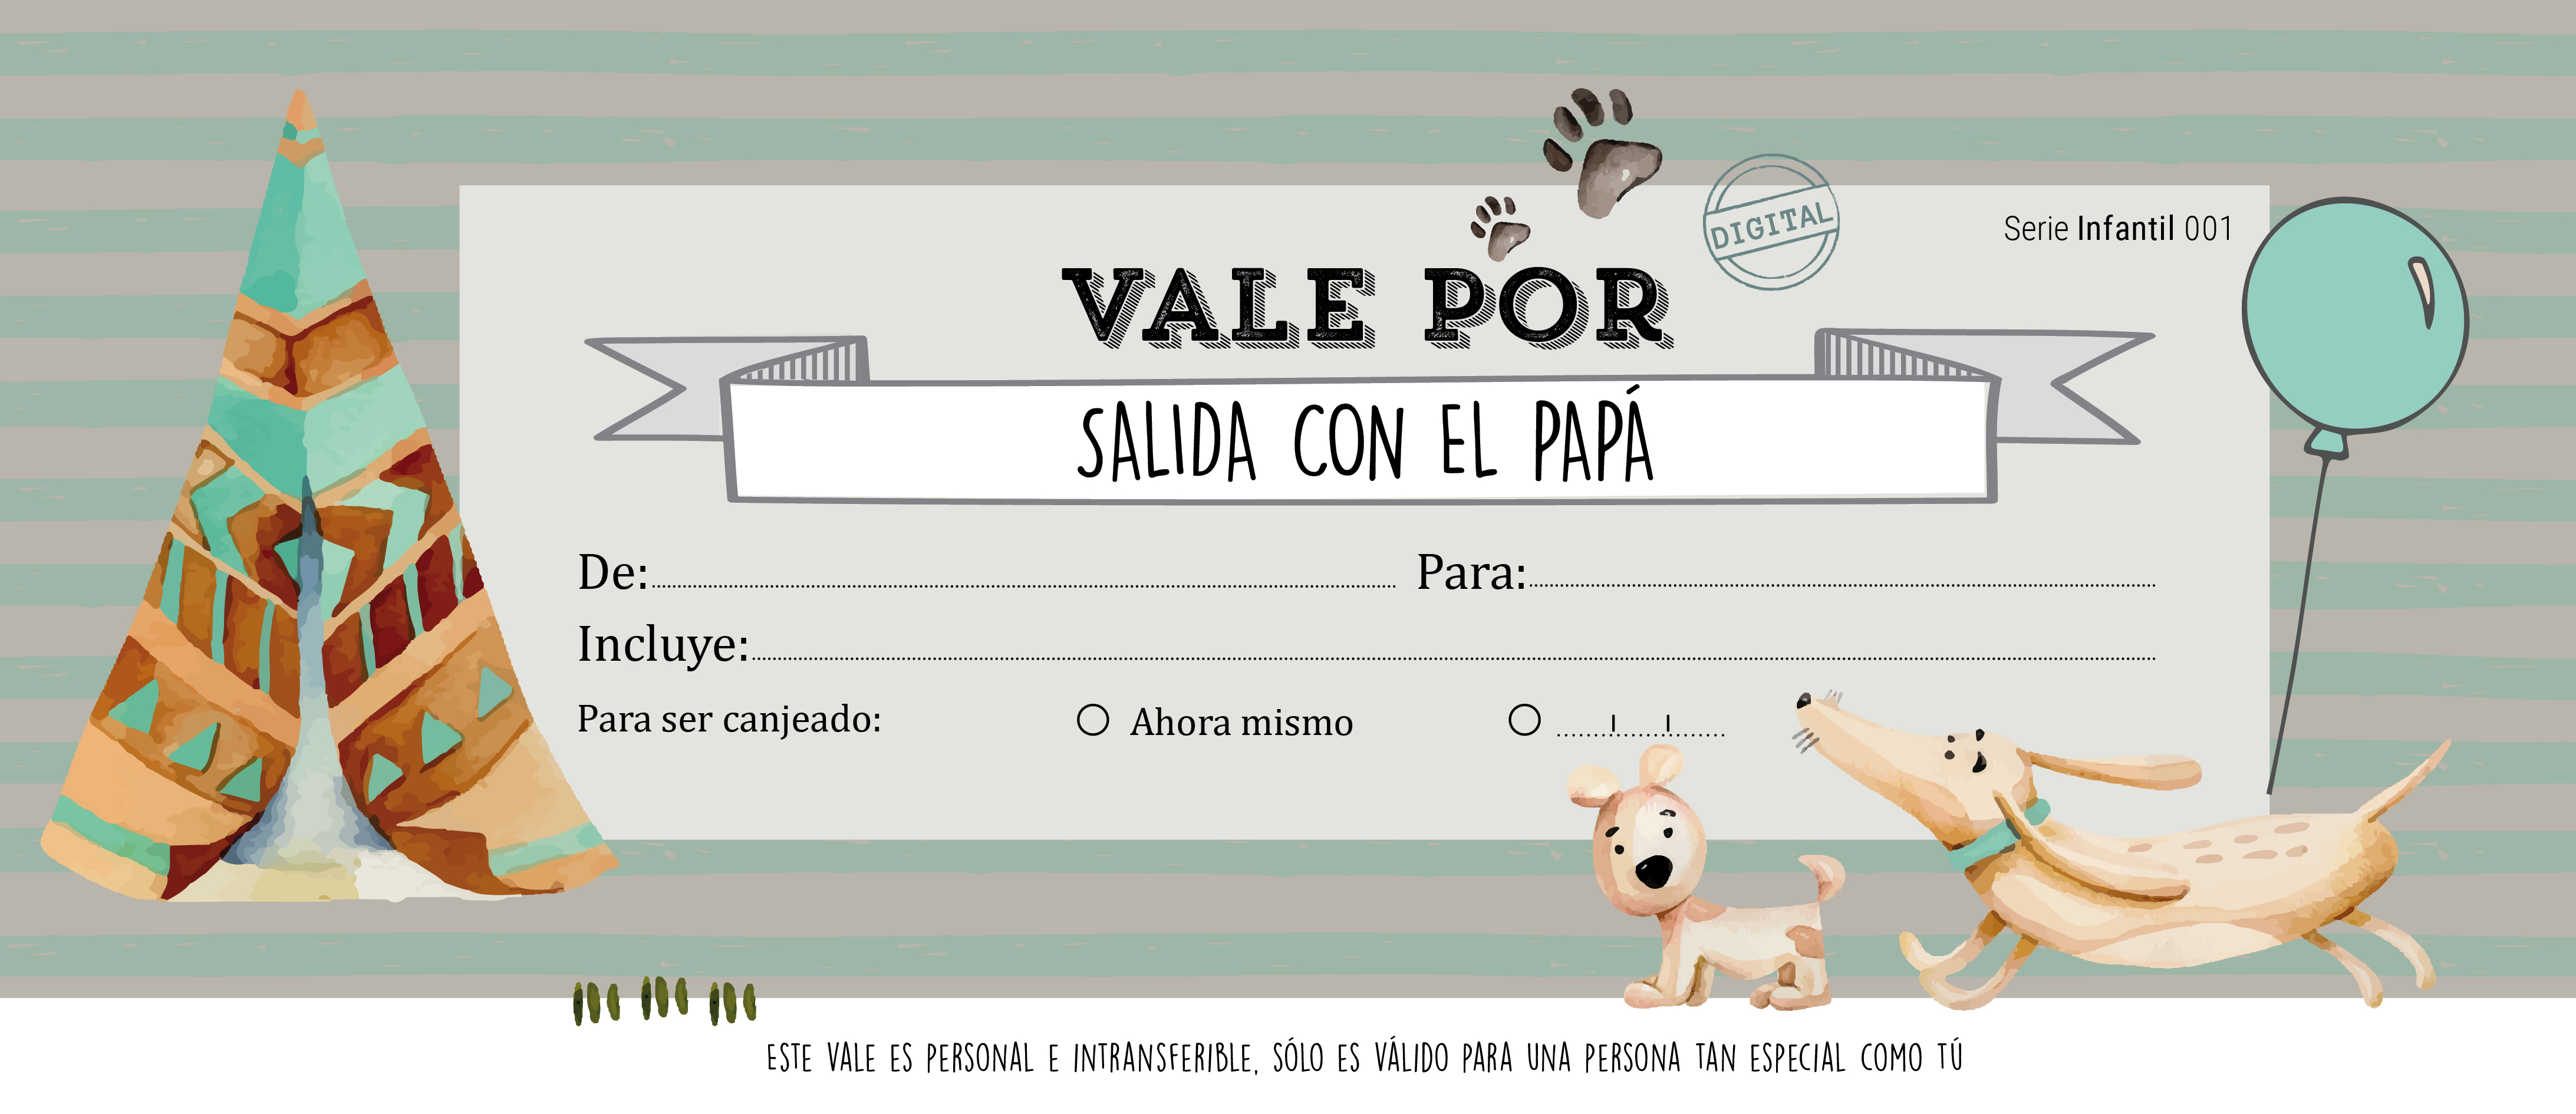 DIGITAL
Serie Infantil 001
VALE POR
SALIDA CON EL PAPÁ
De: Para:
Incluye:
Para ser canjeado: Ahora mismo
ESTE VALE ES PERSONAL E INTRANSFERIBLE, SÓLO ES VÁLIDO PARA UNA PERSONA TAN ESPECIAL COMO TÚ